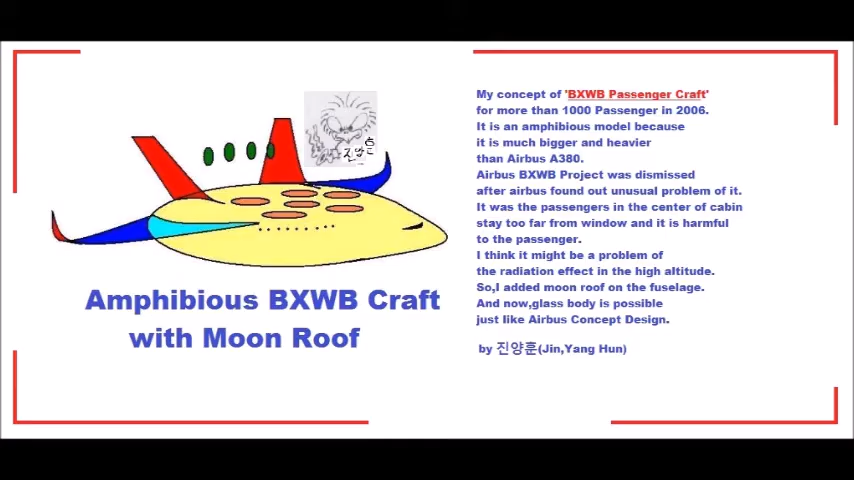 진양훈
Amphibious BXWB Craft
with Moon Roof
My concept of 'BXWB Passenger Craft'
for more than 1000 Passenger in 2006.
It is an amphibious model because
it is much bigger and heavier
than Airbus A380.
Airbus BXWB Project was dismissed
after airbus found out unusual problem of it.
It was the passengers in the center of cabin
stay too far from window and it is harmful
to the passenger.
I think it might be a problem of
the radiation effect in the high altitude.
So,I added moon roof on the fuselage.
And now,glass body is possible
just like Airbus Concept Design.
by 진양훈(Jin,Yang Hun)